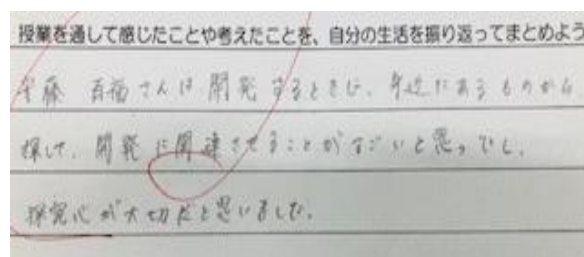 授業を通して感じたことや考えたことを、自分の生活を振り返ってまとめよう
安藤 百福さんは開発するときに、身近にあるものから
探して、開発に関連させることがすごいと思った。
探究心が大切だと思いました。